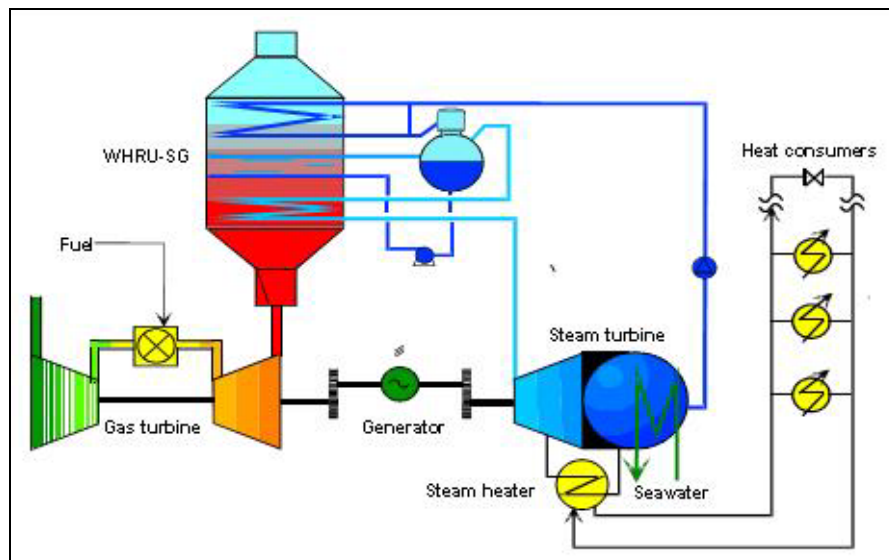 WHRU-SG
Heat consumers
Fuel
Steam turbine
Gas turbine
Generator
Steam heater
Seawater